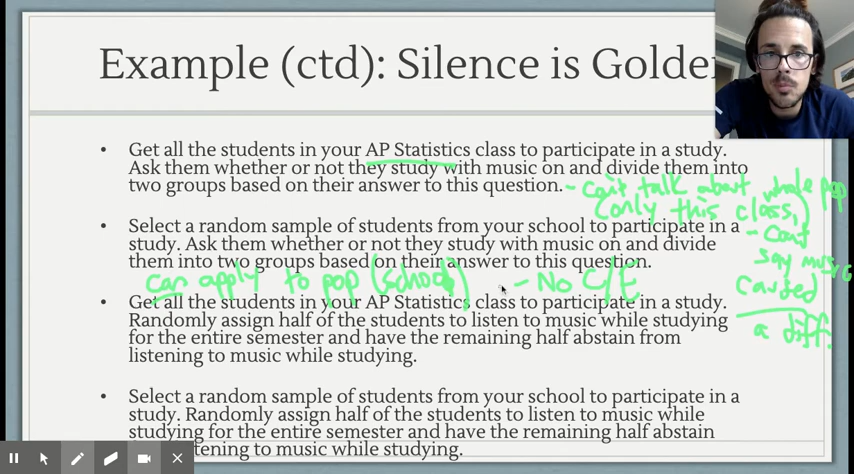 Example (ctd): Silence is Golde
• Get all the students in your AP Statistics class to participate in a study.
Ask them whether or not they study with music on and divide them into
two groups based on their answer to this question.
- can't talk about whole pop
(only this class)
- Can't
say music
caused
a diff.
• Select a random sample of students from your school to participate in a
study. Ask them whether or not they study with music on and divide
them into two groups based on their answer to this question.
can apply to pop (school) - No C/E
• Get all the students in your AP Statistics class to participate in a study.
Randomly assign half of the students to listen to music while studying
for the entire semester and have the remaining half abstain from
listening to music while studying.
• Select a random sample of students from your school to participate in a
study. Randomly assign half of the students to listen to music while
studying for the entire semester and have the remaining half abstain
tening to music while studying.